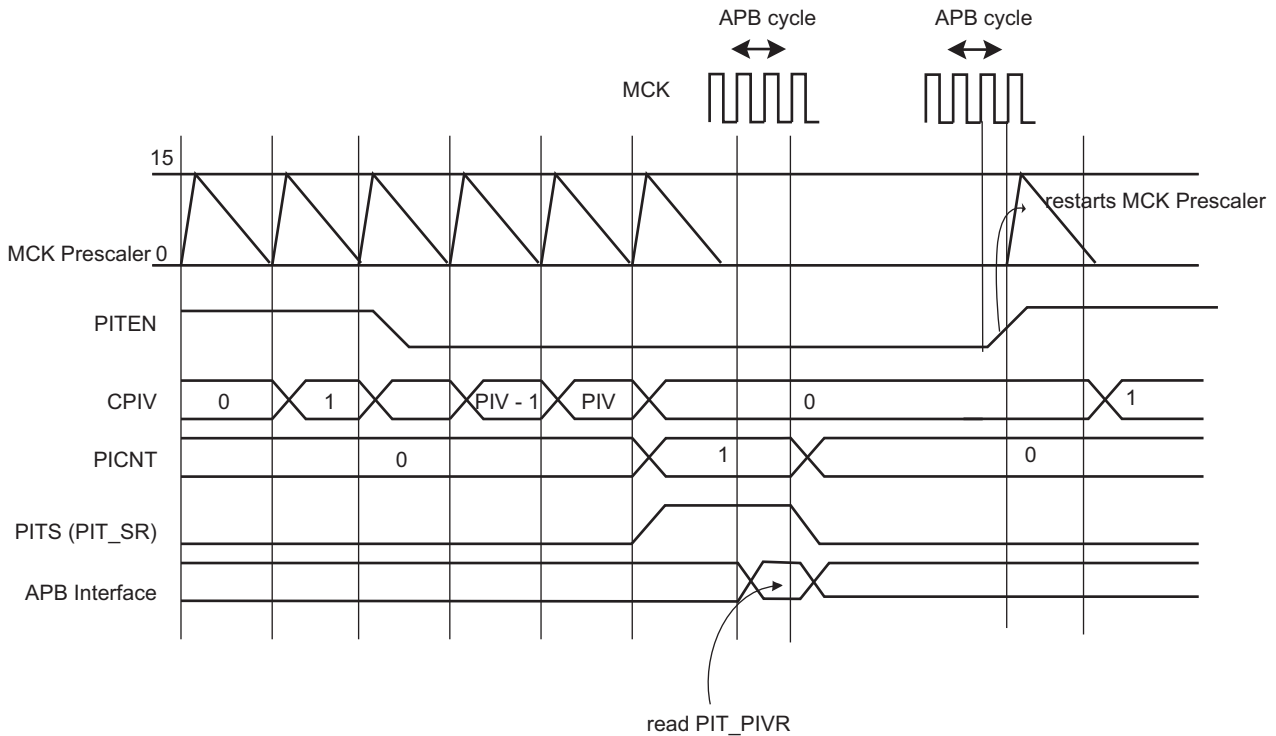 APB cycle
APB cycle
MCK
15
restarts MCK Prescaler
MCK Prescaler 0
PITEN
CPIV
0
1
PIV - 1
PIV
0
1
PICNT
0
1
0
PITS (PIT_SR)
APB Interface
read PIT_PIVR